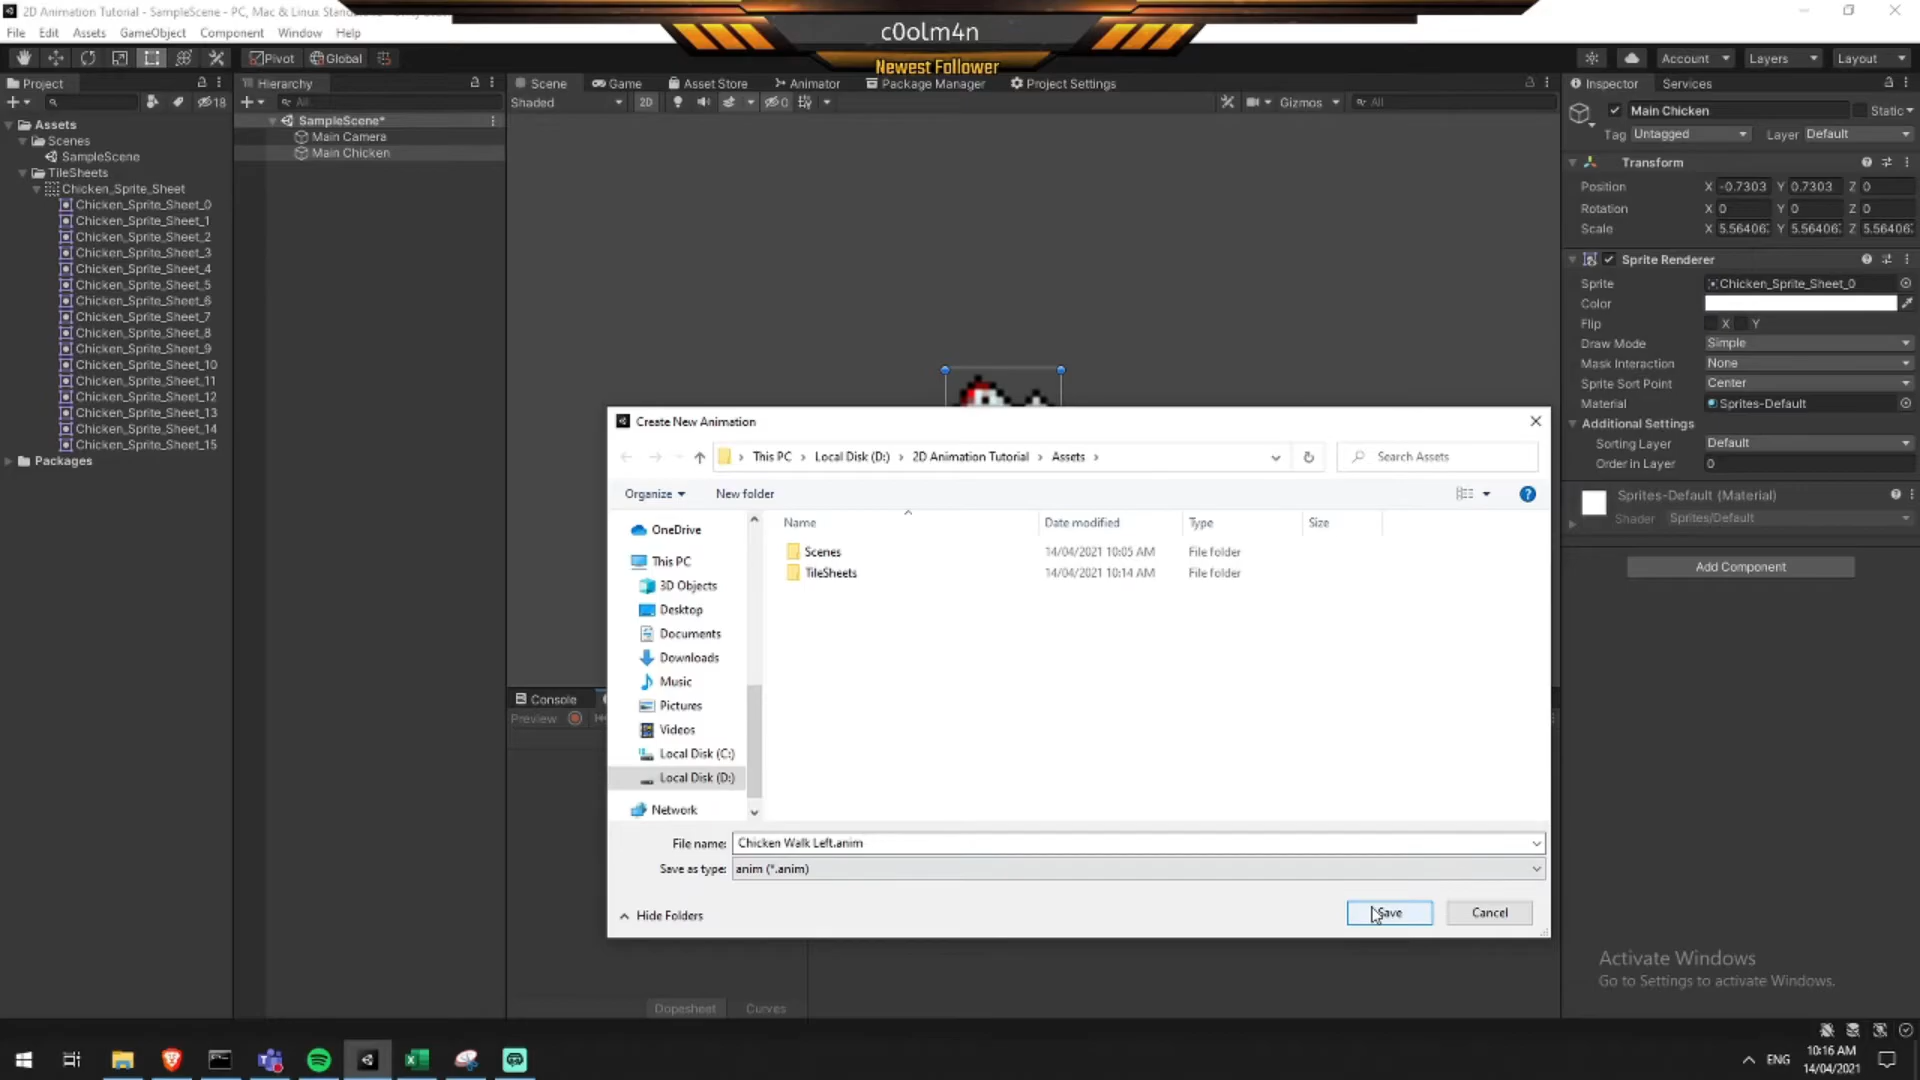 2D Animation Tutorial - SampleScene - PC, Mac & Linux Stand
c0olm4n
Newest Follower
File Edit Assets GameObject Component Window Help
Pivot Global Account Layers Layout
Project
18
Assets
Scenes
SampleScene
TileSheets
Chicken_Sprite_Sheet
Chicken_Sprite_Sheet_0
Chicken_Sprite_Sheet_1
Chicken_Sprite_Sheet_2
Chicken_Sprite_Sheet_3
Chicken_Sprite_Sheet_4
Chicken_Sprite_Sheet_5
Chicken_Sprite_Sheet_6
Chicken_Sprite_Sheet_7
Chicken_Sprite_Sheet_8
Chicken_Sprite_Sheet_9
Chicken_Sprite_Sheet_10
Chicken_Sprite_Sheet_11
Chicken_Sprite_Sheet_12
Chicken_Sprite_Sheet_13
Chicken_Sprite_Sheet_14
Chicken_Sprite_Sheet_15
Packages
Hierarchy
All
SampleScene*
Main Camera
Main Chicken
Scene Game Asset Store Animator Package Manager Project Settings
Shaded 2D 0 Gizmos All
Console
Preview
Dopesheet Curves
Create New Animation
This PC Local Disk (D:) 2D Animation Tutorial Assets Search Assets
Organize New folder
Name Date modified Type Size
Scenes 14/04/2021 10:05 AM File folder
TileSheets 14/04/2021 10:14 AM File folder
OneDrive
This PC
3D Objects
Desktop
Documents
Downloads
Music
Pictures
Videos
Local Disk (C:)
Local Disk (D:)
Network
File name: Chicken Walk Left.anim
Save as type: anim (*.anim)
Hide Folders Save Cancel
Inspector Services
Main Chicken Static
Tag Untagged Layer Default
Transform
Position X -0.7303 Y 0.7303 Z 0
Rotation X 0 Y 0 Z 0
Scale X 5.56406 Y 5.56406 Z 5.56406
Sprite Renderer
Sprite Chicken_Sprite_Sheet_0
Color
Flip X Y
Draw Mode Simple
Mask Interaction None
Sprite Sort Point Center
Material Sprites-Default
Additional Settings
Sorting Layer Default
Order in Layer 0
Sprites-Default (Material)
Shader Sprites/Default
Add Component
Activate Windows
Go to Settings to activate Windows.
ENG 10:16 AM
14/04/2021